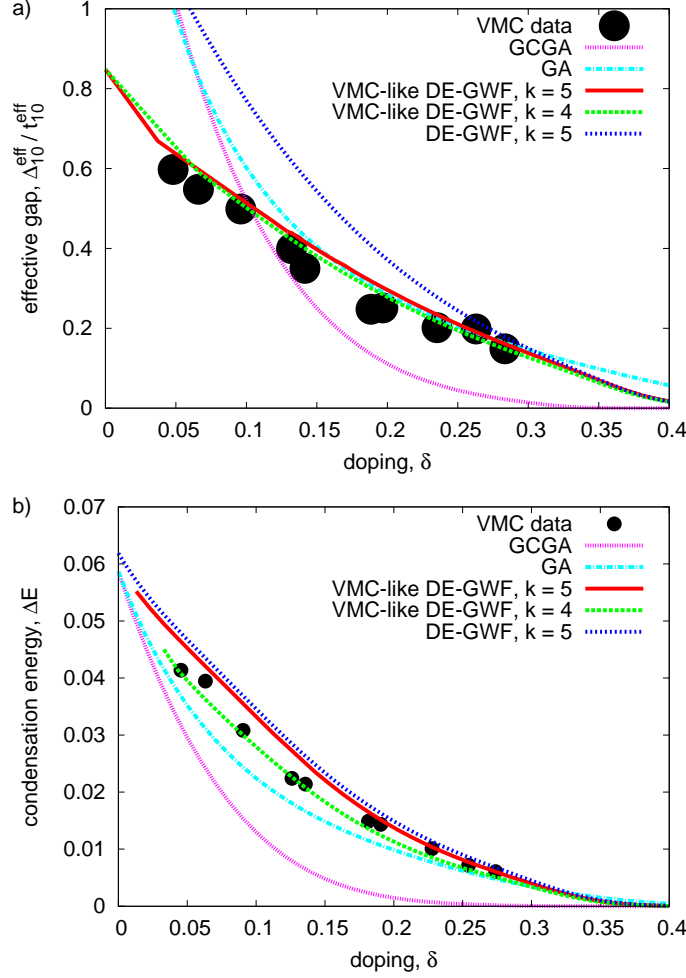 a)
1
0.8
0.6
0.4
0.2
0
effective gap, Δ₁₀^eff / t₁₀^eff
VMC data
GCGA
GA
VMC-like DE-GWF, k = 5
VMC-like DE-GWF, k = 4
DE-GWF, k = 5
0 0.05 0.1 0.15 0.2 0.25 0.3 0.35 0.4
doping, δ
b)
0.07
0.06
0.05
0.04
0.03
0.02
0.01
0
condensation energy, ΔE
VMC data
GCGA
GA
VMC-like DE-GWF, k = 5
VMC-like DE-GWF, k = 4
DE-GWF, k = 5
0 0.05 0.1 0.15 0.2 0.25 0.3 0.35 0.4
doping, δ